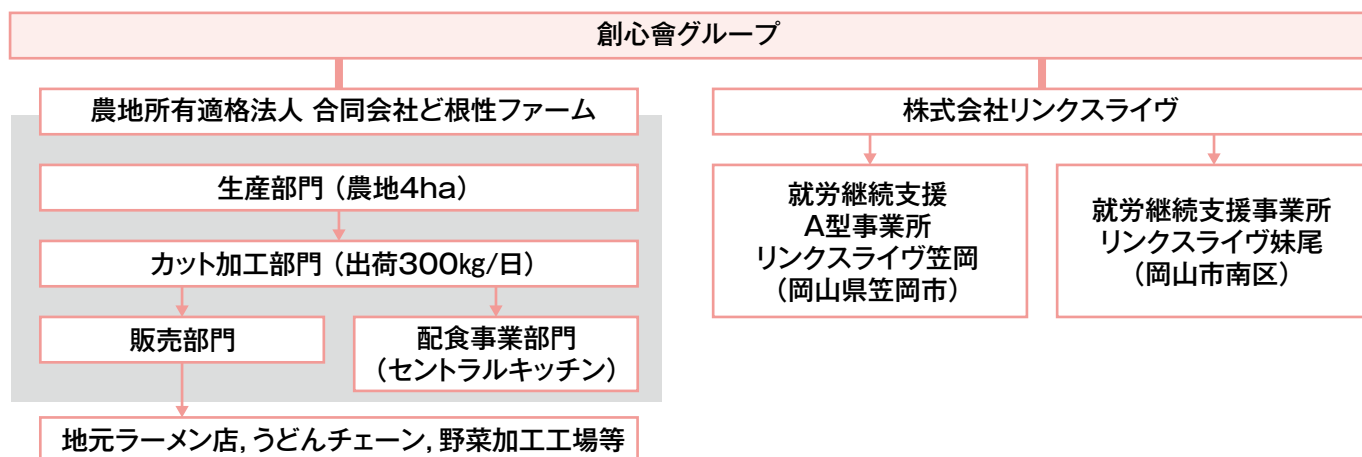 創心會グループ
農地所有適格法人 合同会社ど根性ファーム
生産部門（農地4ha）
カット加工部門（出荷300㎏/日）
販売部門
配食事業部門
（セントラルキッチン）
地元ラーメン店, うどんチェーン, 野菜加工工場等
株式会社リンクスライヴ
就労継続支援
A型事業所
リンクスライヴ笠岡
（岡山県笠岡市）
就労継続支援事業所
リンクスライヴ妹尾
（岡山市南区）